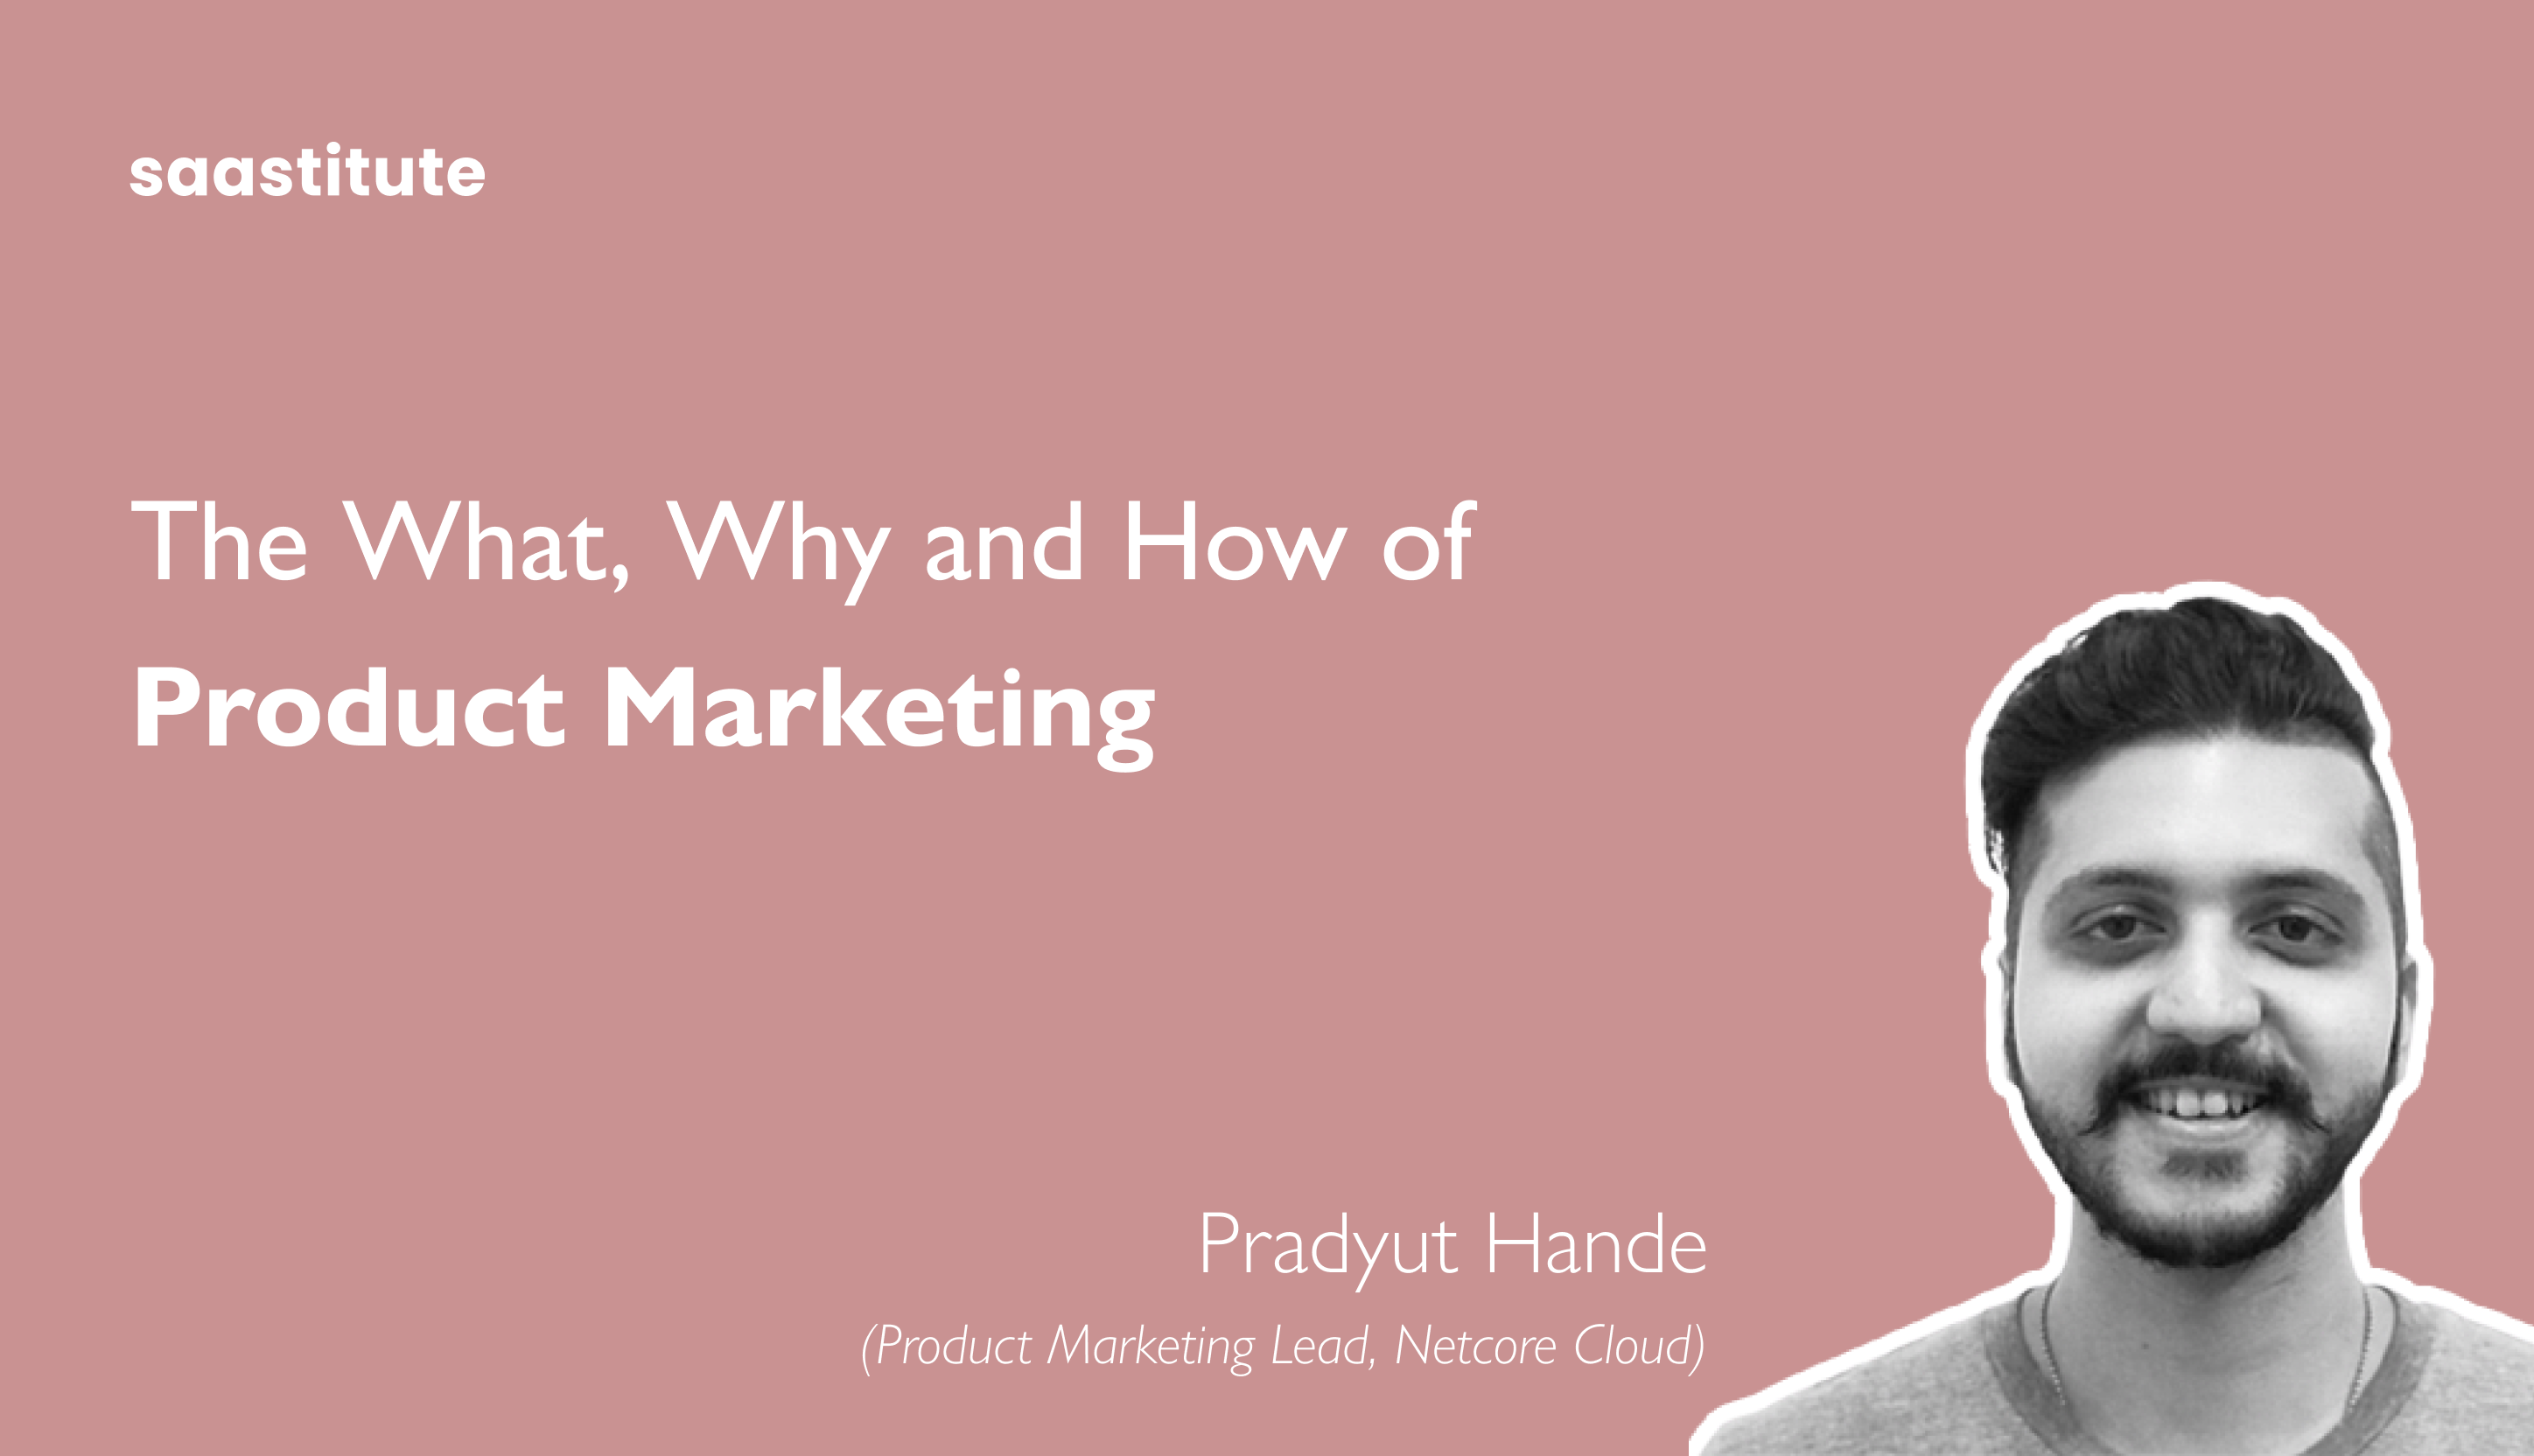 saastitute
The What, Why and How of
Product Marketing
Pradyut Hande
(Product Marketing Lead, Netcore Cloud)